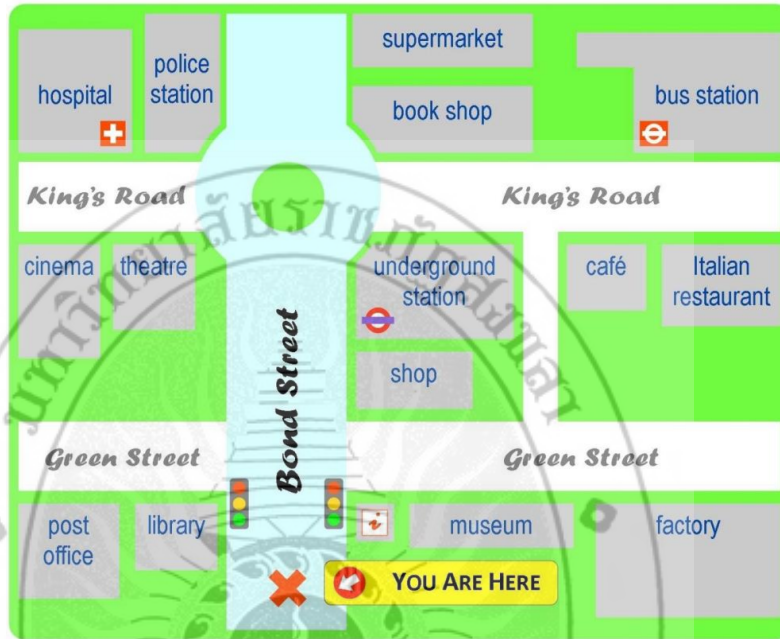 supermarket
police
station
hospital
book shop
bus station
King's Road
King's Road
cinema
theatre
underground
station
café
Italian
restaurant
shop
Bond Street
Green Street
Green Street
post
office
library
i
museum
factory
YOU ARE HERE